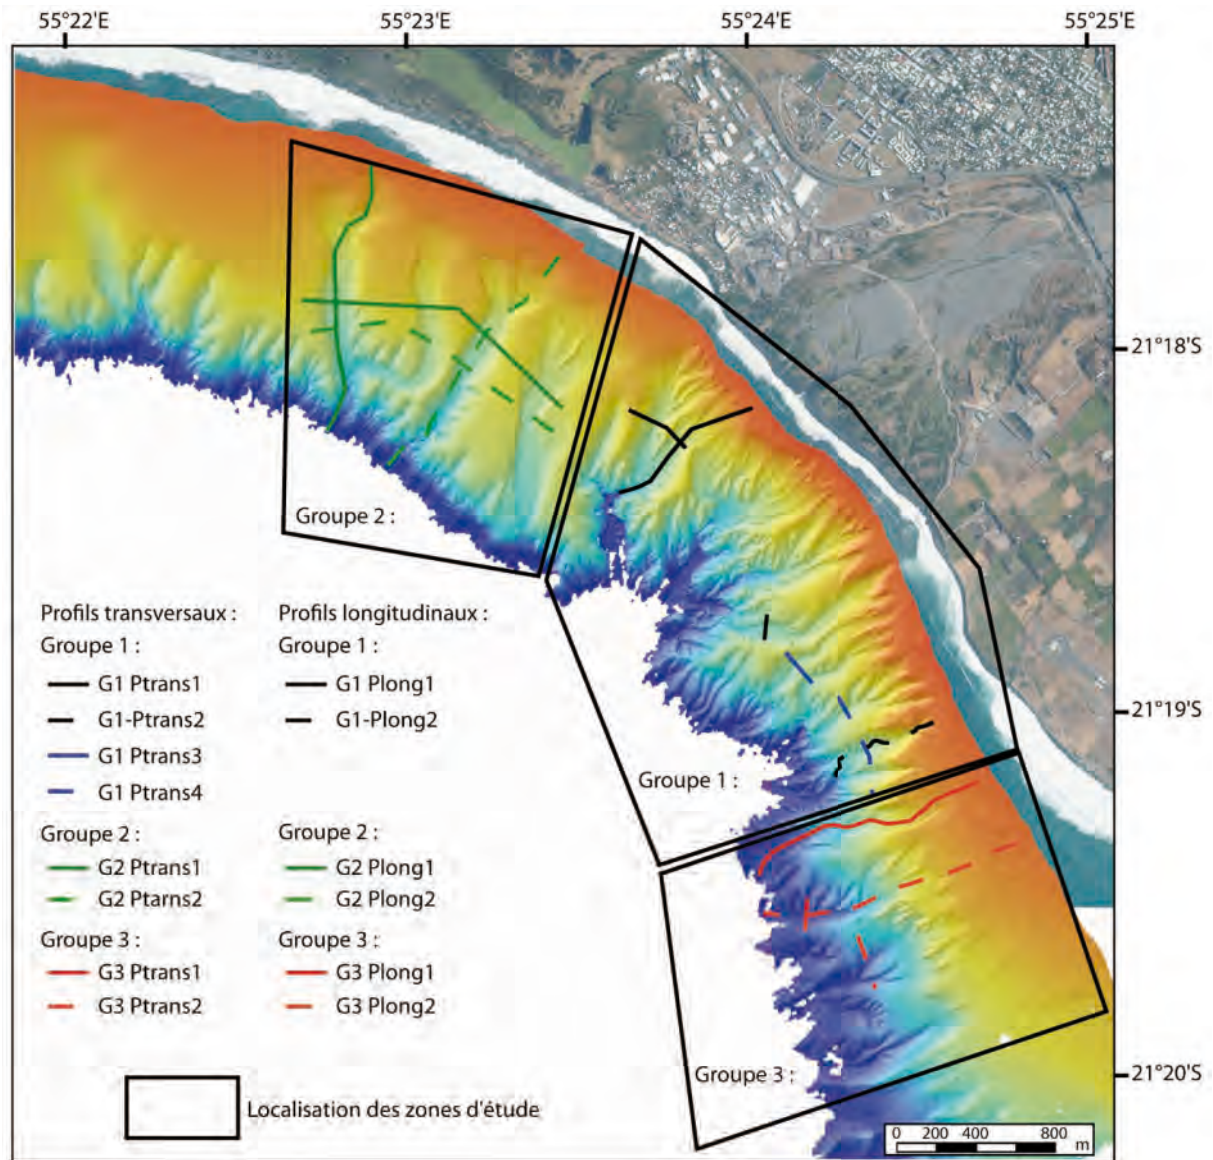 55°22'E 55°23'E 55°24'E 55°25'E
21°18'S
Groupe 2 :
Profils transversaux :
Groupe 1 :
G1 Ptrans1
G1-Ptrans2
G1 Ptrans3
G1 Ptrans4
Groupe 2 :
G2 Ptrans1
G2 Ptarns2
Groupe 3 :
G3 Ptrans1
G3 Ptrans2
Profils longitudinaux :
Groupe 1 :
G1 Plong1
G1-Plong2
Groupe 2 :
G2 Plong1
G2 Plong2
Groupe 3 :
G3 Plong1
G3 Plong2
21°19'S
Groupe 1 :
Groupe 3 :
21°20'S
Localisation des zones d'étude
0 200 400 800
m